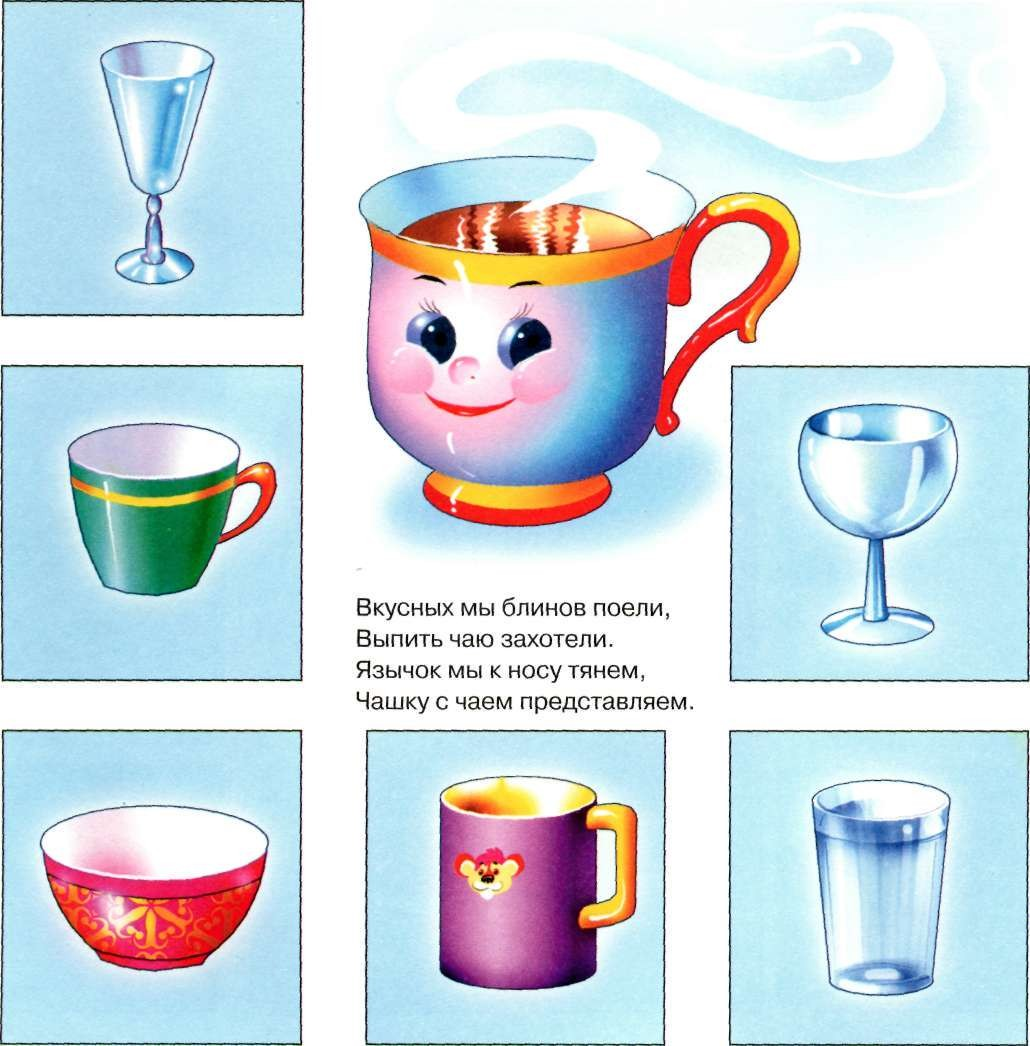 Вкусных мы блинов поели,
Выпить чаю захотели.
Язычок мы к носу тянем,
Чашку с чаем представляем.